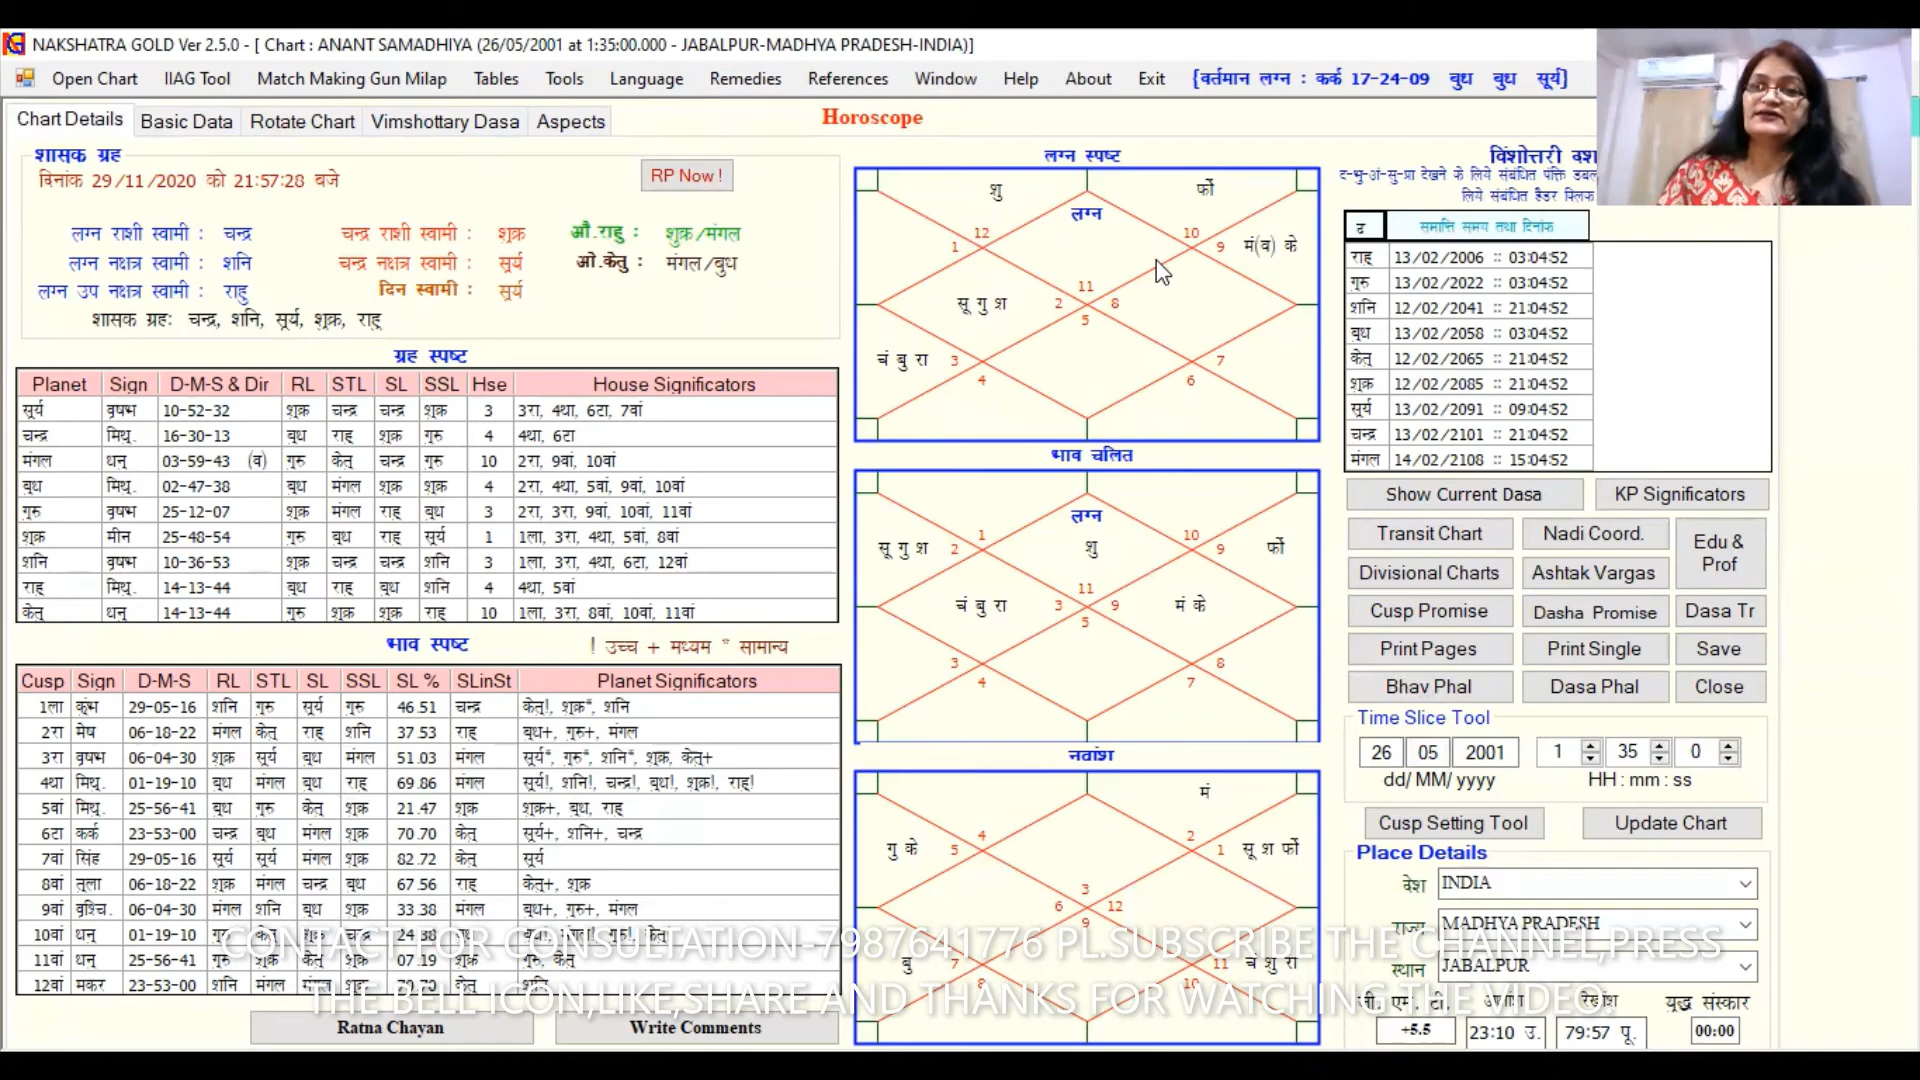 NAKSHATRA GOLD Ver 2.5.0 - [ Chart : ANANT SAMADHIYA (26/05/2001 at 1:35:00.000 - JABALPUR-MADHYA PRADESH-INDIA)]
Open Chart IIAG Tool Match Making Gun Milap Tables Tools Language Remedies References Window Help About Exit {वर्तमान लग्न : कर्क 17-24-09 बुध बुध सूर्य]
Chart Details Basic Data Rotate Chart Vimshottary Dasa Aspects
Horoscope
शासक ग्रह
दिनांक 29/11/2020 को 21:57:28 बजे
RP Now !
लग्न राशी स्वामी : चन्द्र चन्द्र राशी स्वामी : शुक्र औ.राहु : शुक्र/मंगल
लग्न नक्षत्र स्वामी : शनि चन्द्र नक्षत्र स्वामी : सूर्य ओ.केतु : मंगल/बुध
लग्न उप नक्षत्र स्वामी : राहु दिन स्वामी : सूर्य
शासक ग्रहः चन्द्र, शनि, सूर्य, शुक्र, राहु
ग्रह स्पष्ट
Planet Sign D-M-S & Dir RL STL SL SSL Hse House Significators
सूर्य वृषभ 10-52-32 शुक्र चन्द्र चन्द्र शुक्र 3 3रा, 4था, 6टा, 7वां
चन्द्र मिथु. 16-30-13 बुध राहु शुक्र गुरु 4 4था, 6टा
मंगल धनु 03-59-43 (व) गुरु केतु चन्द्र गुरु 10 2रा, 9वां, 10वां
बुध मिथु. 02-47-38 बुध मंगल शुक्र शुक्र 4 2रा, 4था, 5वां, 9वां, 10वां
गुरु वृषभ 25-12-07 शुक्र मंगल राहु बुध 3 2रा, 3रा, 9वां, 10वां, 11वां
शुक्र मीन 25-48-54 गुरु बुध राहु सूर्य 1 1ला, 3रा, 4था, 5वां, 8वां
शनि वृषभ 10-36-53 शुक्र चन्द्र चन्द्र शनि 3 1ला, 3रा, 4था, 6टा, 12वां
राहु मिथु. 14-13-44 बुध राहु बुध शनि 4 4था, 5वां
केतु धनु 14-13-44 गुरु शुक्र शुक्र राहु 10 1ला, 3रा, 8वां, 10वां, 11वां
भाव स्पष्ट ! उच्च + मध्यम * सामान्य
Cusp Sign D-M-S RL STL SL SSL SL % SLinSt Planet Significators
1ला कुंभ 29-05-16 शनि गुरु सूर्य गुरु 46.51 चन्द्र केतु!, शुक्र*, शनि
2रा मेष 06-18-22 मंगल केतु राहु शनि 37.53 राहु बुध+, गुरु+, मंगल
3रा वृषभ 06-04-30 शुक्र सूर्य बुध मंगल 51.03 मंगल सूर्य*, गुरु*, शनि*, शुक्र, केतु+
4था मिथु. 01-19-10 बुध मंगल बुध राहु 69.86 मंगल सूर्य!, शनि!, चन्द्र!, बुध!, शुक्र!, राहु!
5वां मिथु. 25-56-41 बुध गुरु केतु शुक्र 21.47 शुक्र शुक्र+, बुध, राहु
6टा कर्क 23-53-00 चन्द्र बुध मंगल शुक्र 70.70 केतु सूर्य+, शनि+, चन्द्र
7वां सिंह 29-05-16 सूर्य सूर्य मंगल शुक्र 82.72 केतु सूर्य
8वां तुला 06-18-22 शुक्र मंगल चन्द्र बुध 67.56 राहु केतु+, शुक्र
9वां वृश्चि. 06-04-30 मंगल शनि बुध शुक्र 33.38 मंगल बुध+, गुरु+, मंगल
10वां धनु 01-19-10 24.38
11वां धनु 25-56-41 गुरु शुक्र केतु 07.19 शुक्र गुरु, केतु
12वां मकर 23-53-00 शनि मंगल
CONTACT FOR CONSULTATION-7987641776 PL.SUBSCRIBE THE CHANNEL,PRESS
THE BELL ICON,LIKE,SHARE AND THANKS FOR WATCHING THE VIDEO.
Ratna Chayan Write Comments
लग्न स्पष्ट
शु फों
लग्न
12 10
1 9 मं(व) के
11
सू गु श 2 8
5
चं बु रा 3 7
4 6
भाव चलित
लग्न
1 10
सू गु श 2 शु 9 फों
11
चं बु रा 3 9 मं के
5
3 8
4 7
नवांश
मं
4 2
गु के 5 1 सू श फों
3
6 12
9
बु 7 11 चं शु रा
8 10
विंशोत्तरी दश
लिये संबंधित हैडर क्लिक
समाप्ति समय तथा दिनांक
राहु 13/02/2006 :: 03:04:52
गुरु 13/02/2022 :: 03:04:52
शनि 12/02/2041 :: 21:04:52
बुध 13/02/2058 :: 03:04:52
केतु 12/02/2065 :: 21:04:52
शुक्र 12/02/2085 :: 21:04:52
सूर्य 13/02/2091 :: 09:04:52
चन्द्र 13/02/2101 :: 21:04:52
मंगल 14/02/2108 :: 15:04:52
Show Current Dasa KP Significators
Transit Chart Nadi Coord. Edu & Prof
Divisional Charts Ashtak Vargas
Cusp Promise Dasha Promise Dasa Tr
Print Pages Print Single Save
Bhav Phal Dasa Phal Close
Time Slice Tool
26 05 2001 1 35 0
dd/ MM/ yyyy HH : mm : ss
Cusp Setting Tool Update Chart
Place Details
देश INDIA
राज्य MADHYA PRADESH
स्थान JABALPUR
जी. एम. टी. रेखांश युद्ध संस्कार
+5.5 23:10 उ. 79:57 पू. 00:00